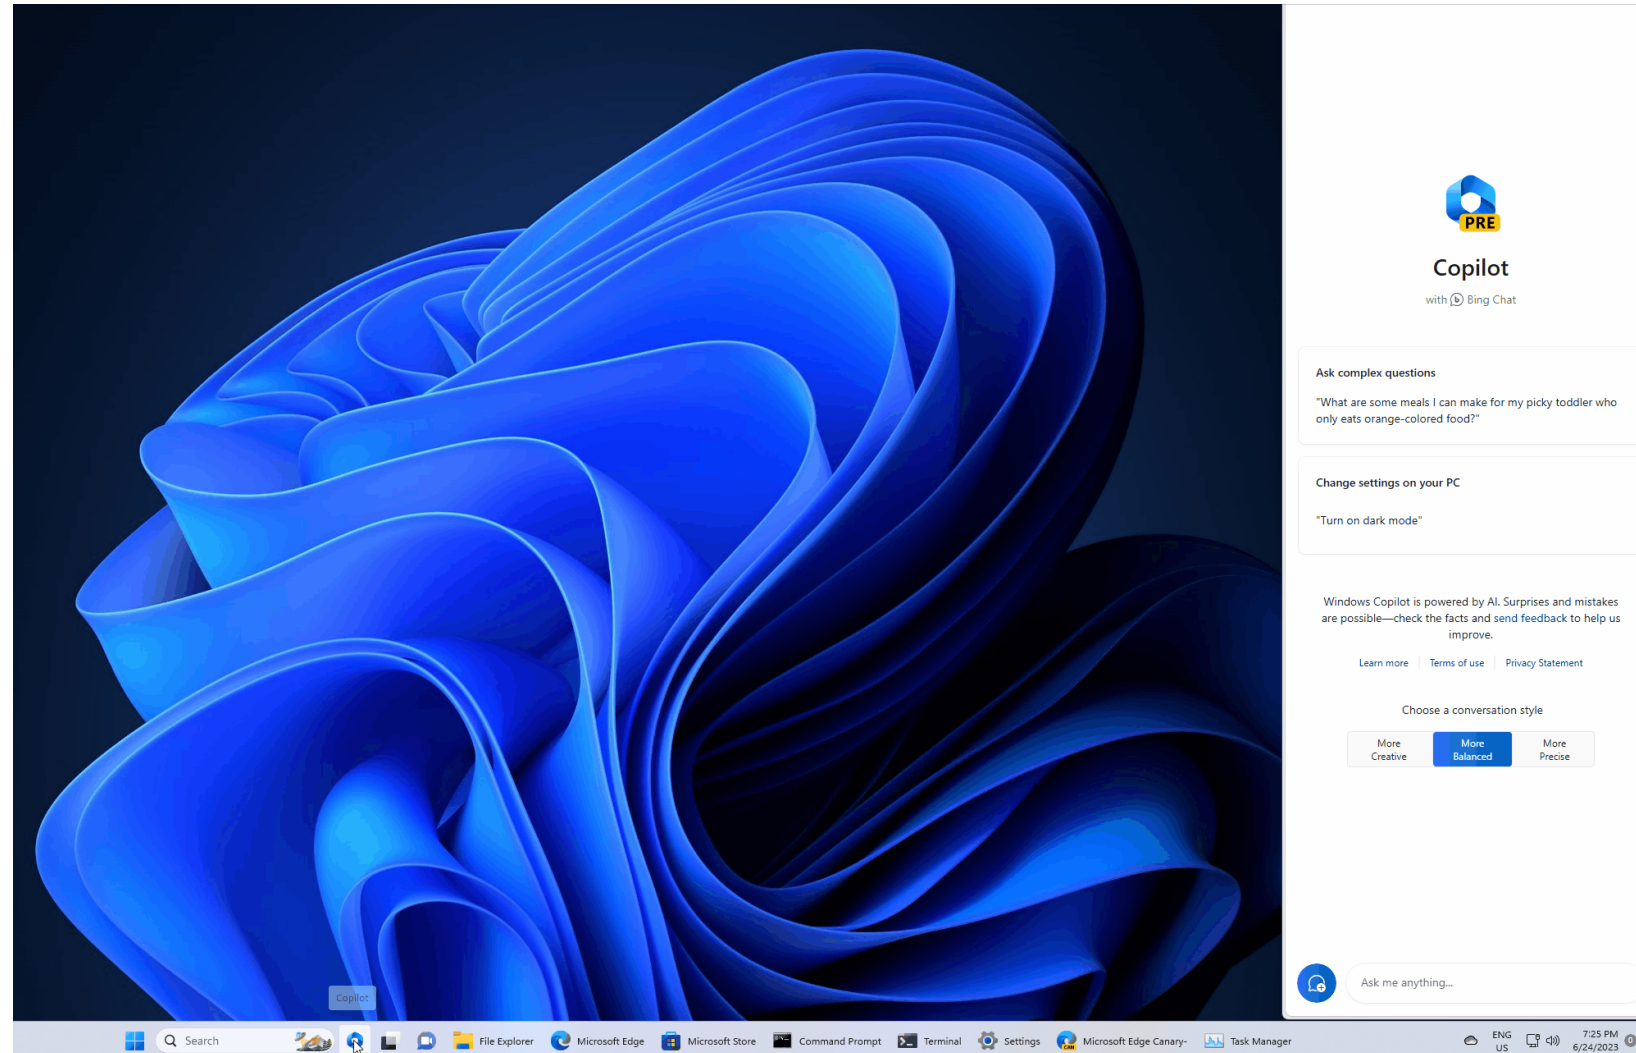 PRE
Copilot
with b Bing Chat
Ask complex questions
"What are some meals I can make for my picky toddler who
only eats orange-colored food?"
Change settings on your PC
"Turn on dark mode"
Windows Copilot is powered by AI. Surprises and mistakes
are possible—check the facts and send feedback to help us
improve.
Learn more Terms of use Privacy Statement
Choose a conversation style
More Creative
More Balanced
More Precise
Ask me anything...
Copilot
Search
File Explorer
Microsoft Edge
Microsoft Store
Command Prompt
Terminal
Settings
CAN
Microsoft Edge Canary-
Task Manager
ENG
US
7:25 PM
6/24/2023
0